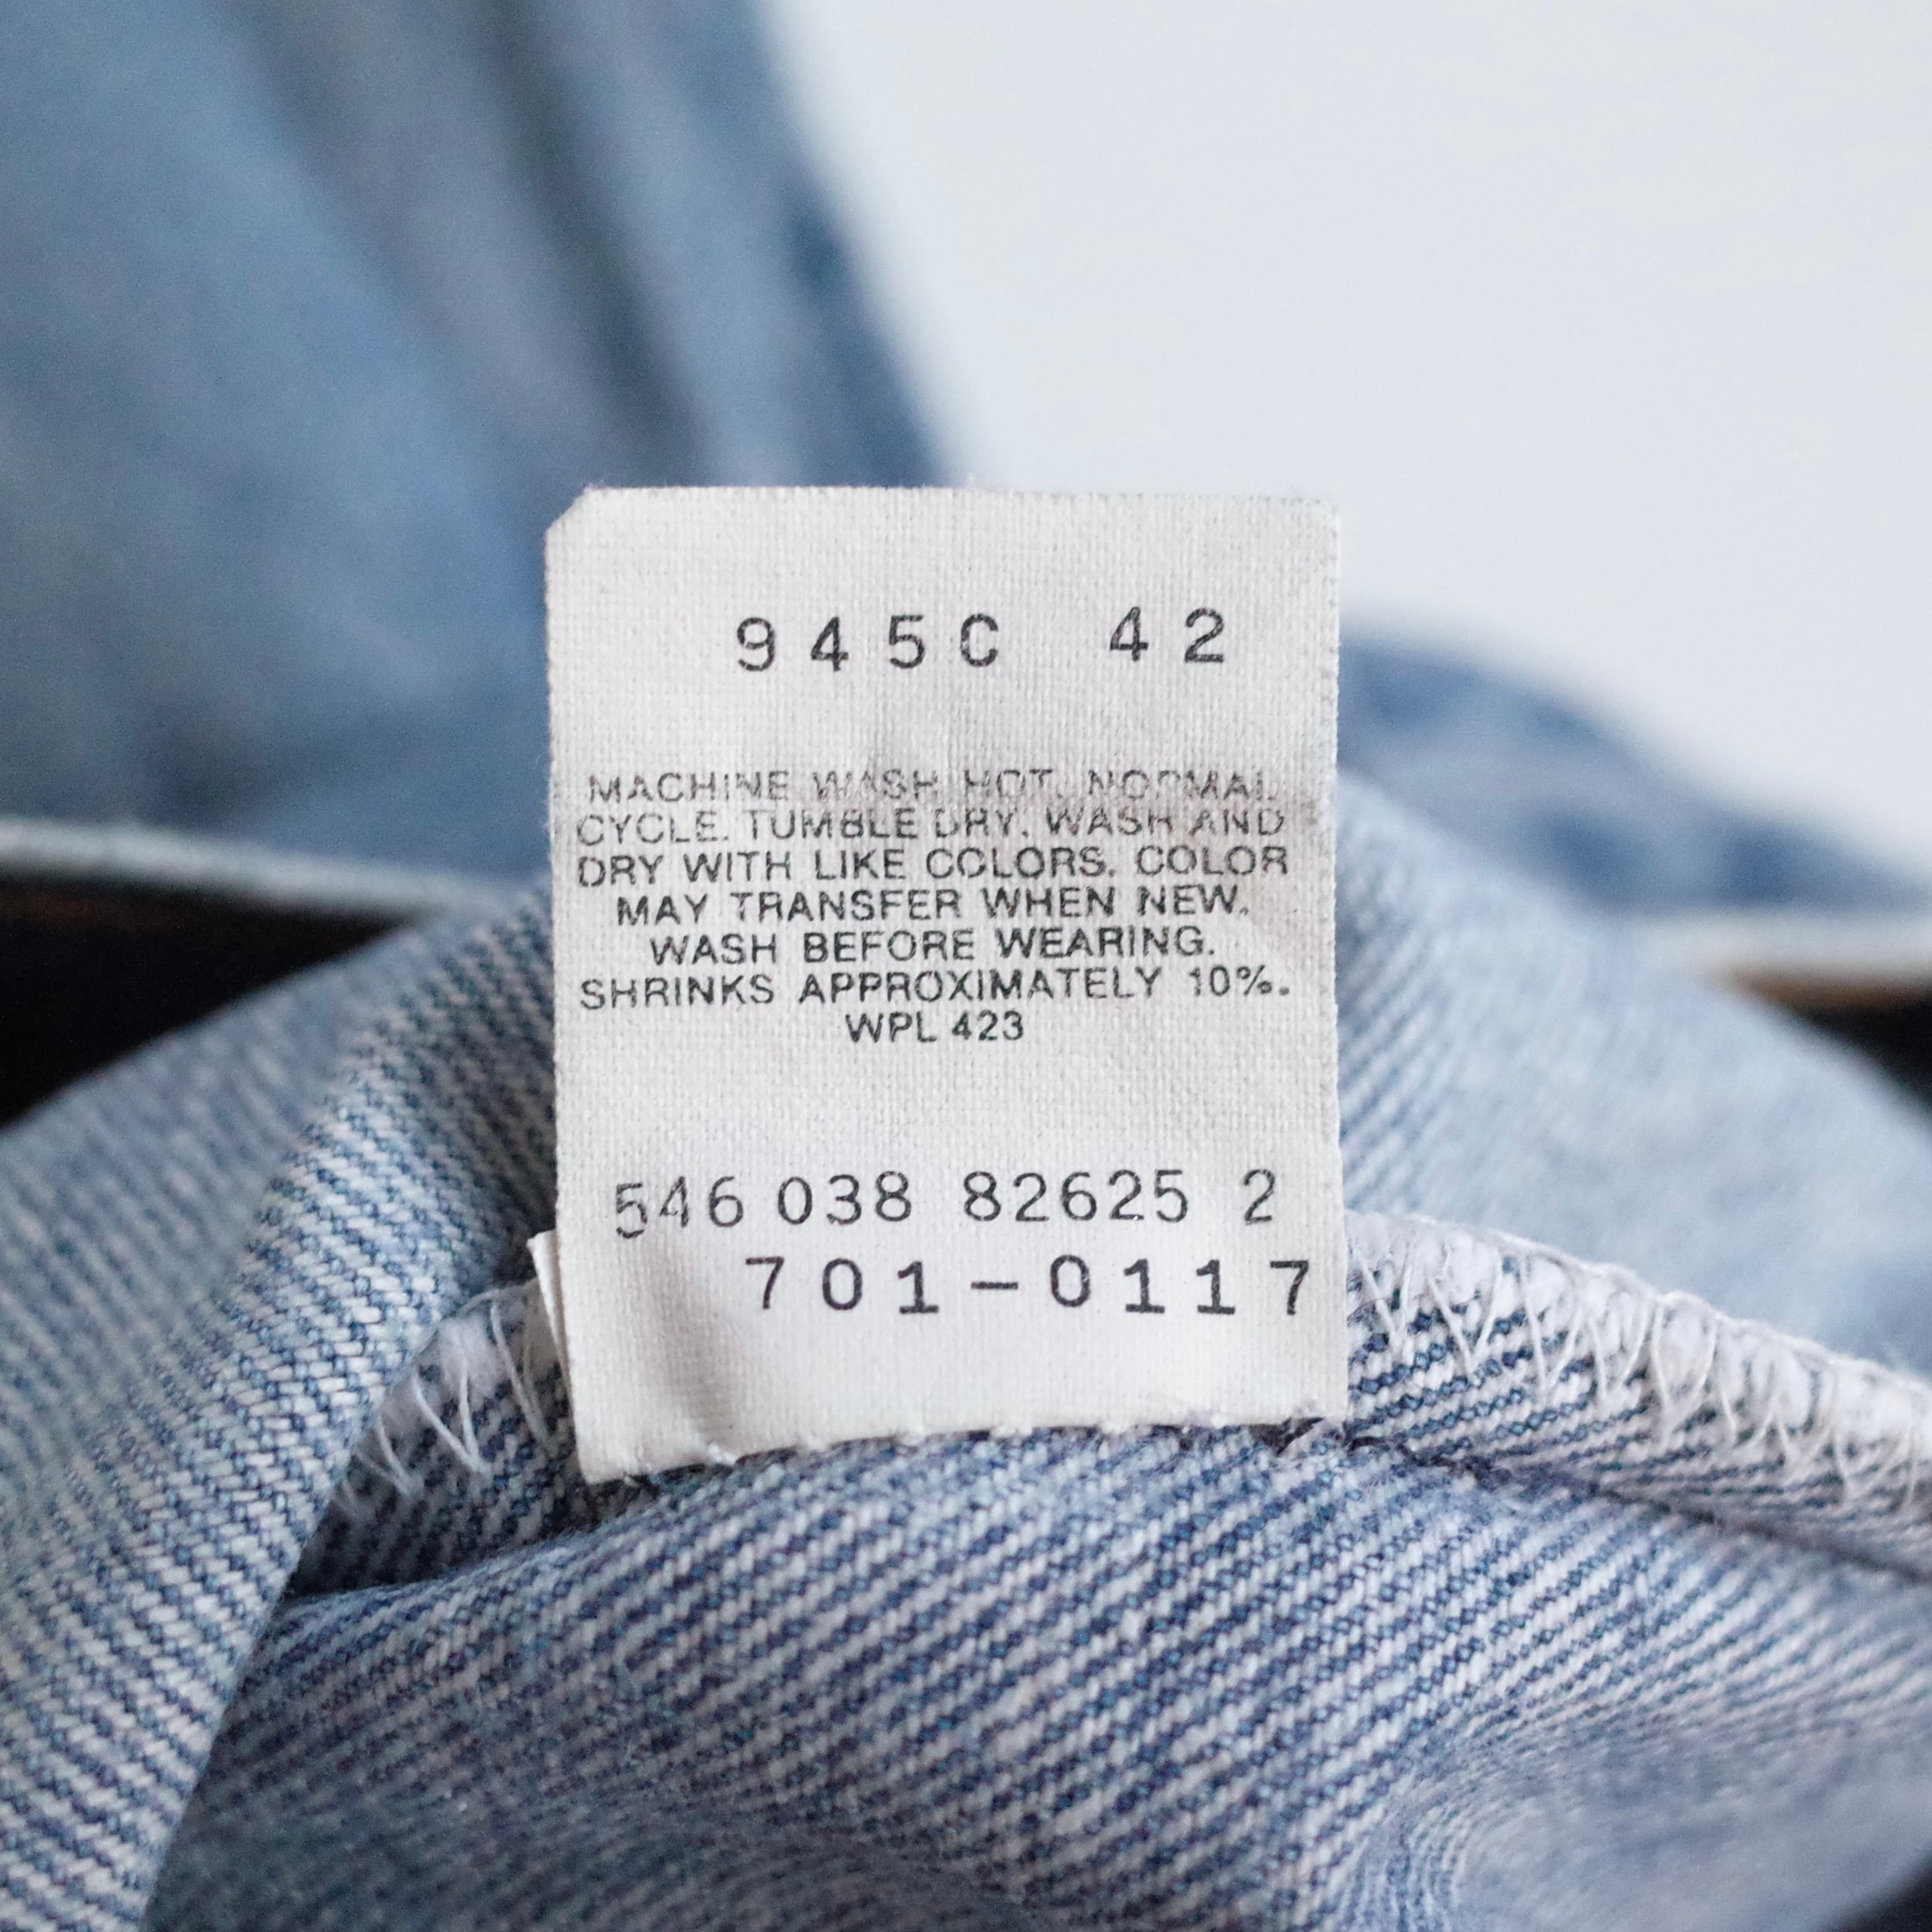 945C 42
MACHINE WASH HOT. NORMAL
CYCLE. TUMBLE DRY. WASH AND
DRY WITH LIKE COLORS. COLOR
MAY TRANSFER WHEN NEW.
WASH BEFORE WEARING.
SHRINKS APPROXIMATELY 10%.
WPL 423
546 038 82625 2
701-0117